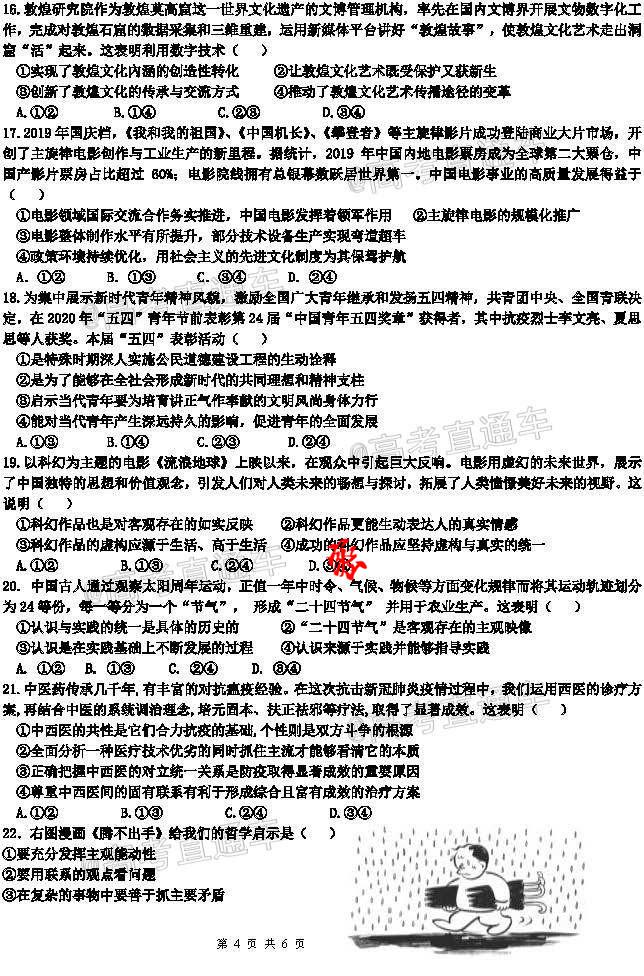 16.敦煌研究院作为敦煌莫高窟这一世界文化遗产的文博管理机构，率先在国内文博界开展文物数字化工
作，完成对敦煌石窟的数据采集和三维重建，运用新媒体平台讲好“敦煌故事”，使敦煌文化艺术走出洞
窟“活”起来。这表明利用数字技术（　）
①实现了敦煌文化内涵的创造性转化　②让敦煌文化艺术既受保护又获新生
③创新了敦煌文化的传承与交流方式　④推动了敦煌文化艺术传播途径的变革
A.①②　B.①④　C.②③　D.③④
17.2019年国庆档，《我和我的祖国》、《中国机长》、《攀登者》等主旋律影片成功登陆商业大片市场，开
创了主旋律电影创作与工业生产的新里程。据统计，2019 年中国内地电影票房成为全球第二大票仓，中
国产影片票房占比超过 60%；电影院线拥有总银幕数跃居世界第一。中国电影事业的高质量发展得益于
（　）
①电影领域国际交流合作务实推进，中国电影发挥着领军作用　②主旋律电影的规模化推广
③电影整体制作水平有所提升，部分技术设备生产实现弯道超车
④政策环境持续优化，用社会主义的先进文化制度为其保驾护航
A．①②　B．①③　C．③④　D．②④
18.为集中展示新时代青年精神风貌，激励全国广大青年继承和发扬五四精神，共青团中央、全国青联决
定，在 2020 年“五四”青年节前表彰第 24 届“中国青年五四奖章”获得者，其中抗疫烈士李文亮、夏思
思等人获奖。本届“五四”表彰活动（　）
①是特殊时期深入实施公民道德建设工程的生动诠释
②是为了能够在全社会形成新时代的共同理想和精神支柱
③启示当代青年要为培育讲正气作奉献的文明风尚身体力行
④能对当代青年产生深远持久的影响，促进青年的全面发展
A.①③　B.①④　C.②③　D.②④
19.以科幻为主题的电影《流浪地球》上映以来，在观众中引起巨大反响。电影用虚幻的未来世界，展示
了中国独特的思想和价值观念，引发人们对人类未来的畅想与探讨，拓展了人类憧憬美好未来的视野。这
说明（　）
①科幻作品也是对客观存在的如实反映　②科幻作品更能生动表达人的真实情感
③科幻作品的虚构应源于生活、高于生活　④成功的科幻作品应坚持虚构与真实的统一
A.①②　B.①③　C.②④　D.③④
20．中国古人通过观察太阳周年运动，正值一年中时令、气候、物候等方面变化规律而将其运动轨迹划分
为 24 等份，每一等分为一个“节气”，形成“二十四节气”并用于农业生产。这表明（　）
①认识与实践的统一是具体的历史的　②“二十四节气”是客观存在的主观映像
③认识是在实践基础上不断发展的过程　④认识来源于实践并能够指导实践
A．①②　B．①③　C．②④　D．③④
21.中医药传承几千年,有丰富的对抗瘟疫经验。在这次抗击新冠肺炎疫情过程中，我们运用西医的诊疗方
案,再结合中医的系统调治理念,培元固本、扶正祛邪等疗法,取得了显著成效。这表明（　）
①中西医的共性是它们合力抗疫的基础,个性则是双方斗争的根源
②全面分析一种医疗技术优劣的同时抓住主流才能够看清它的本质
③正确把握中西医的对立统一关系是防疫取得显著成效的重要原因
④尊重中西医间的固有联系有利于形成综合且富有成效的治疗方案
A.①②　B.①③　C.②④　D.③④
22．右图漫画《腾不出手》给我们的哲学启示是（　）
①要充分发挥主观能动性
②要用联系的观点看问题
③在复杂的事物中要善于抓主要矛盾
第 4 页 共 6 页
@高考直通车
@高考直通车
@高考直通车